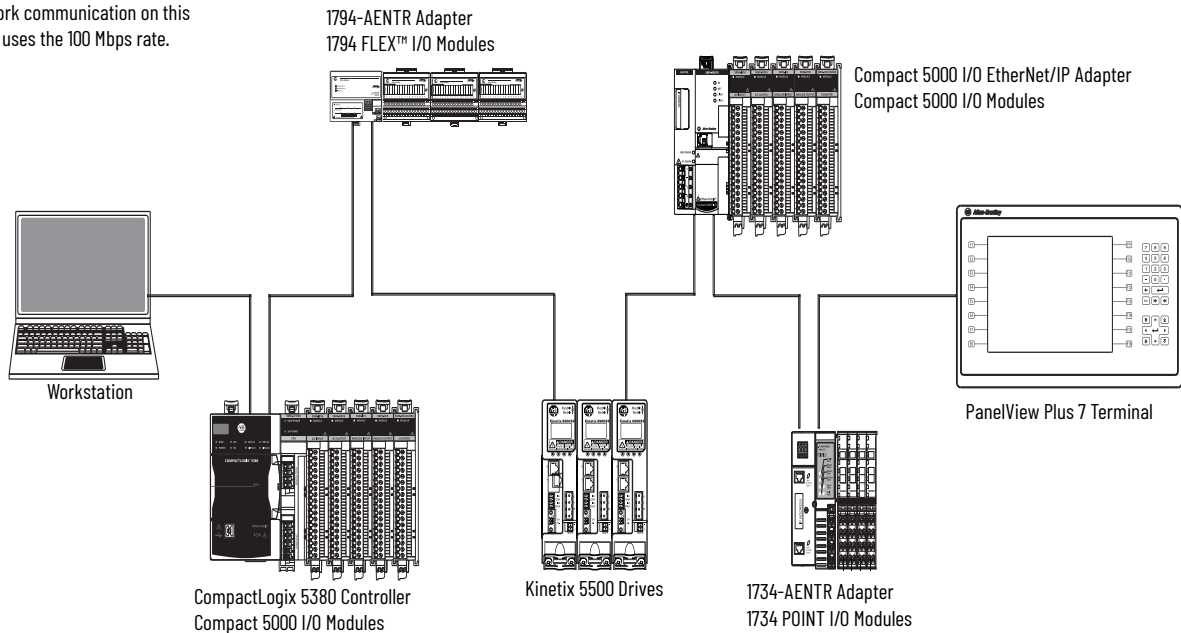 ork communication on this
uses the 100 Mbps rate.
1794-AENTR Adapter
1794 FLEX™ I/O Modules
Compact 5000 I/O EtherNet/IP Adapter
Compact 5000 I/O Modules
Allen-Bradley
Workstation
PanelView Plus 7 Terminal
CompactLogix 5380 Controller
Compact 5000 I/O Modules
Kinetix 5500 Drives
1734-AENTR Adapter
1734 POINT I/O Modules